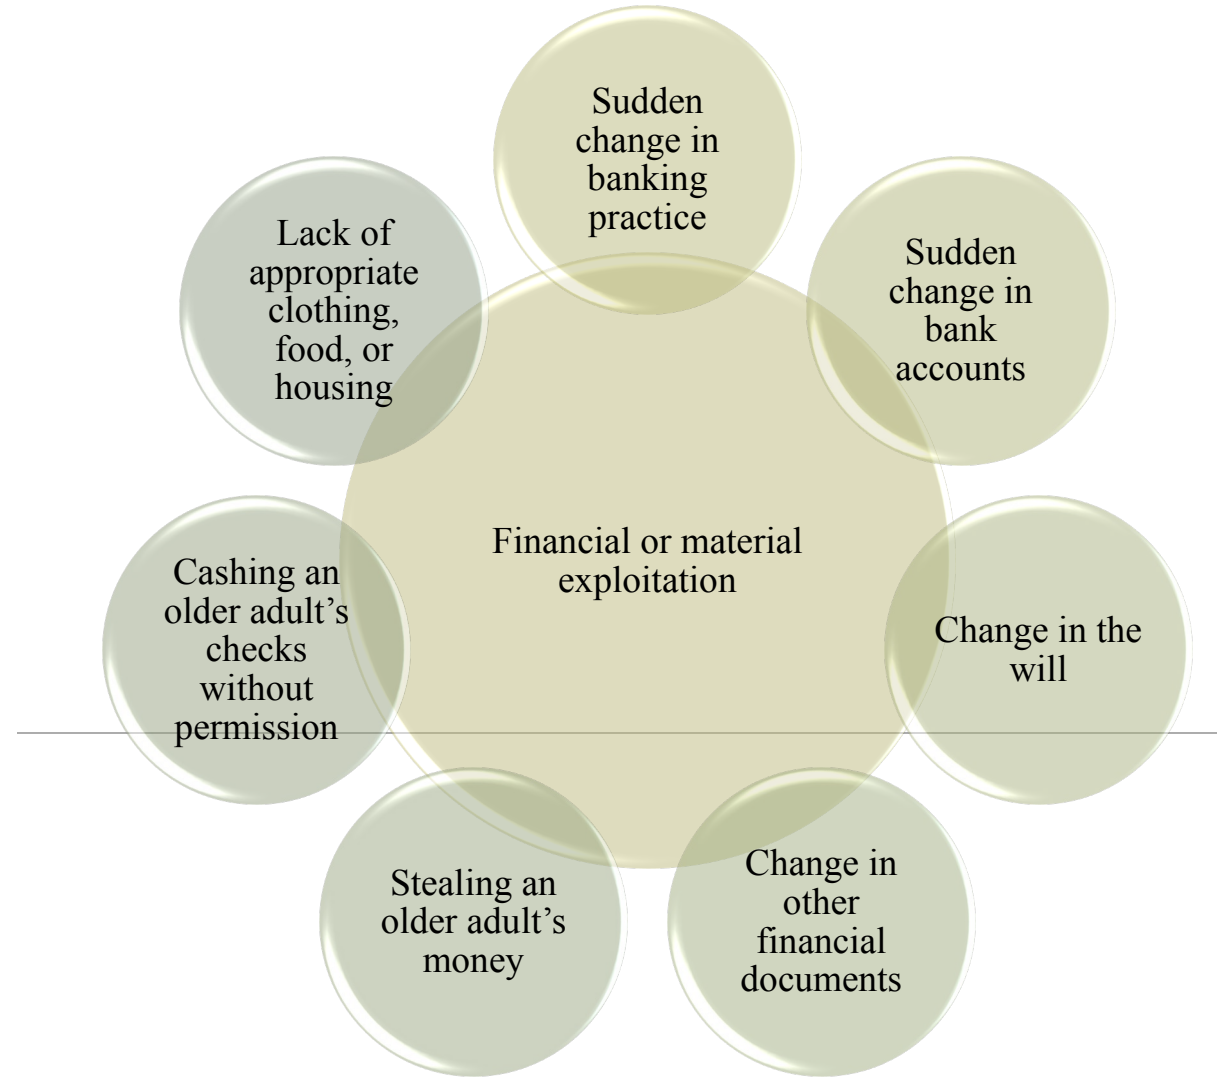 Sudden
change in
banking
practice
Sudden
change in
bank
accounts
Change in the
will
Change in
other
financial
documents
Stealing an
older adult’s
money
Cashing an
older adult’s
checks
without
permission
Lack of
appropriate
clothing,
food, or
housing
Financial or material
exploitation